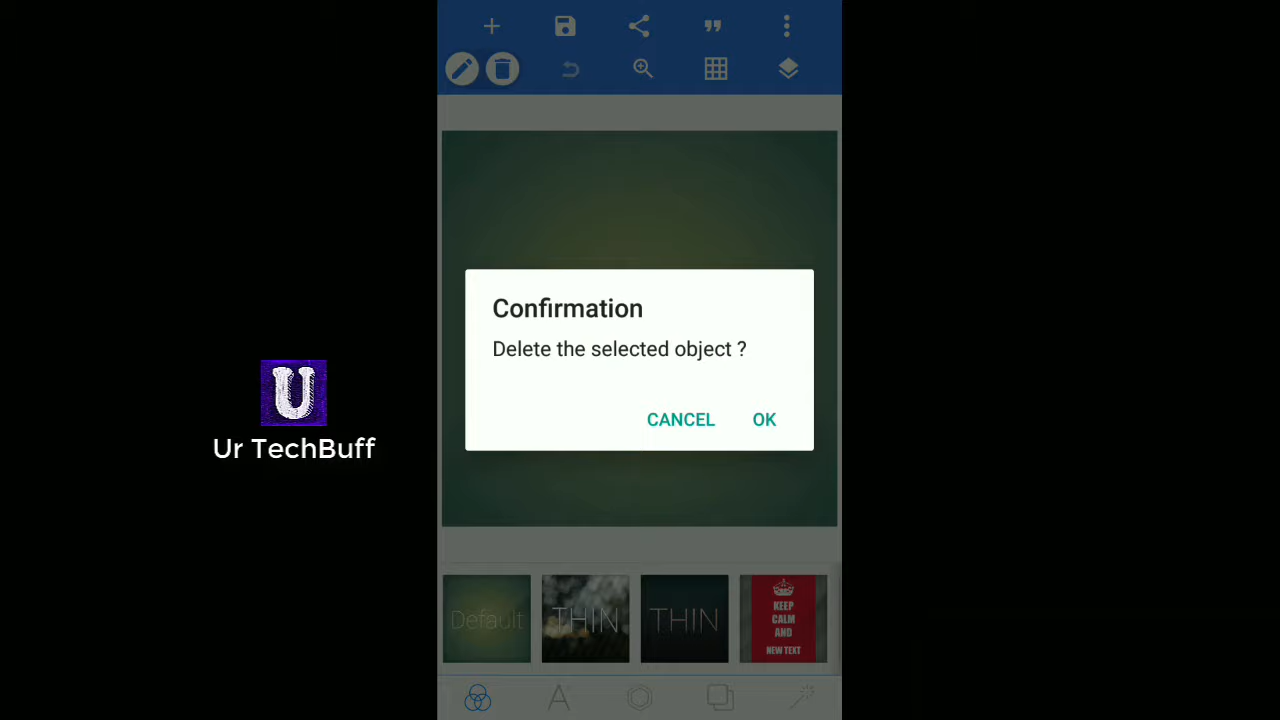 Confirmation
Delete the selected object ?
CANCEL
OK
U
Ur TechBuff
Default
THIN
THIN
KEEP
CALM
AND
NEW TEXT